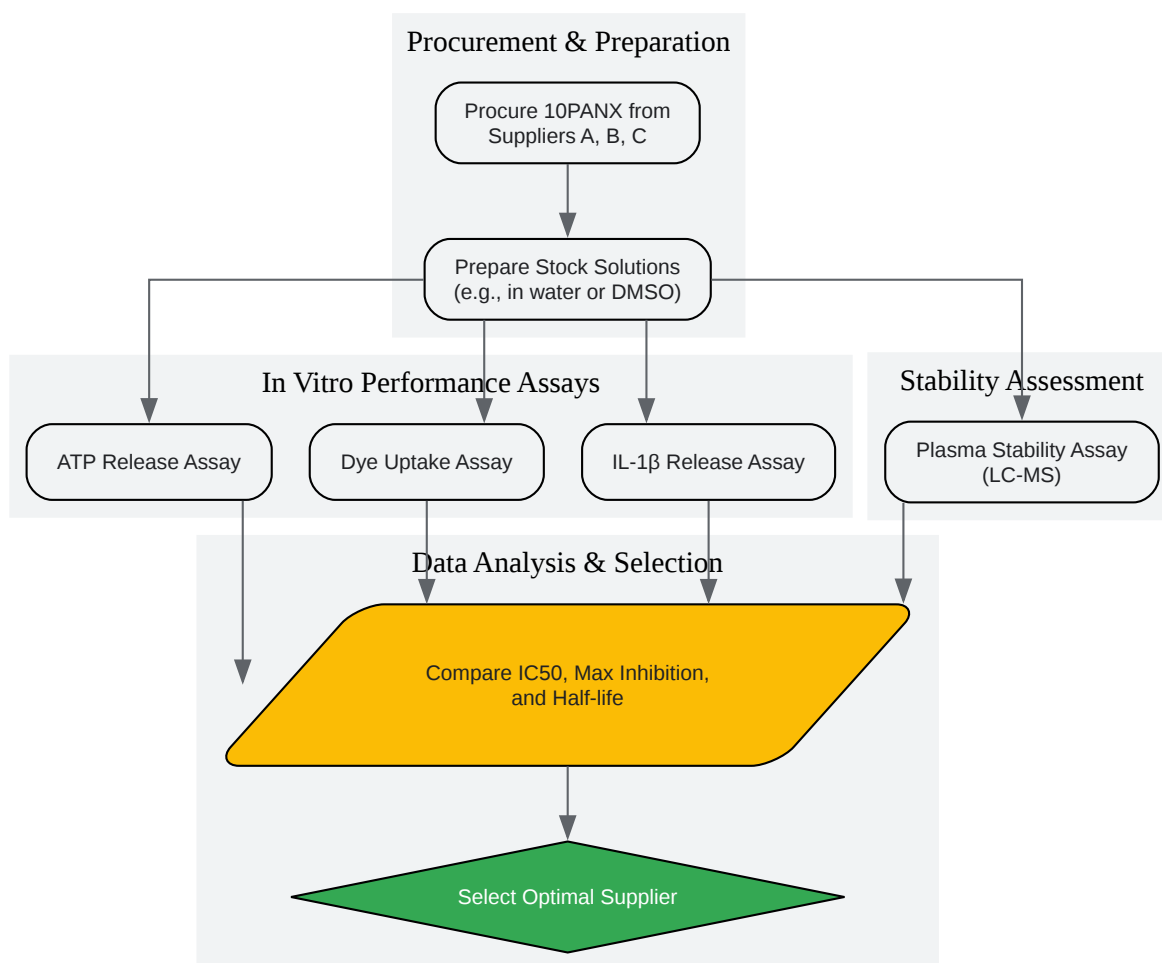 Procurement & Preparation
Procure 10PANX from
Suppliers A, B, C
Prepare Stock Solutions
(e.g., in water or DMSO)
In Vitro Performance Assays
Stability Assessment
ATP Release Assay
Dye Uptake Assay
IL-1β Release Assay
Plasma Stability Assay
(LC-MS)
Data Analysis & Selection
Compare IC50, Max Inhibition,
and Half-life
Select Optimal Supplier